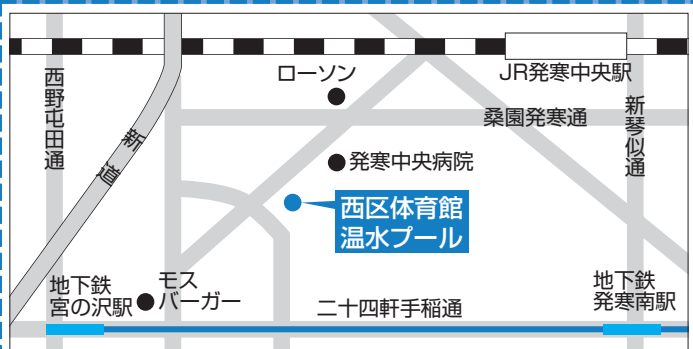 ローソン
JR発寒中央駅
西野屯田通
新道
桑園発寒通
新琴似通
発寒中央病院
西区体育館
温水プール
地下鉄
宮の沢駅
モス
バーガー
二十四軒手稲通
地下鉄
発寒南駅